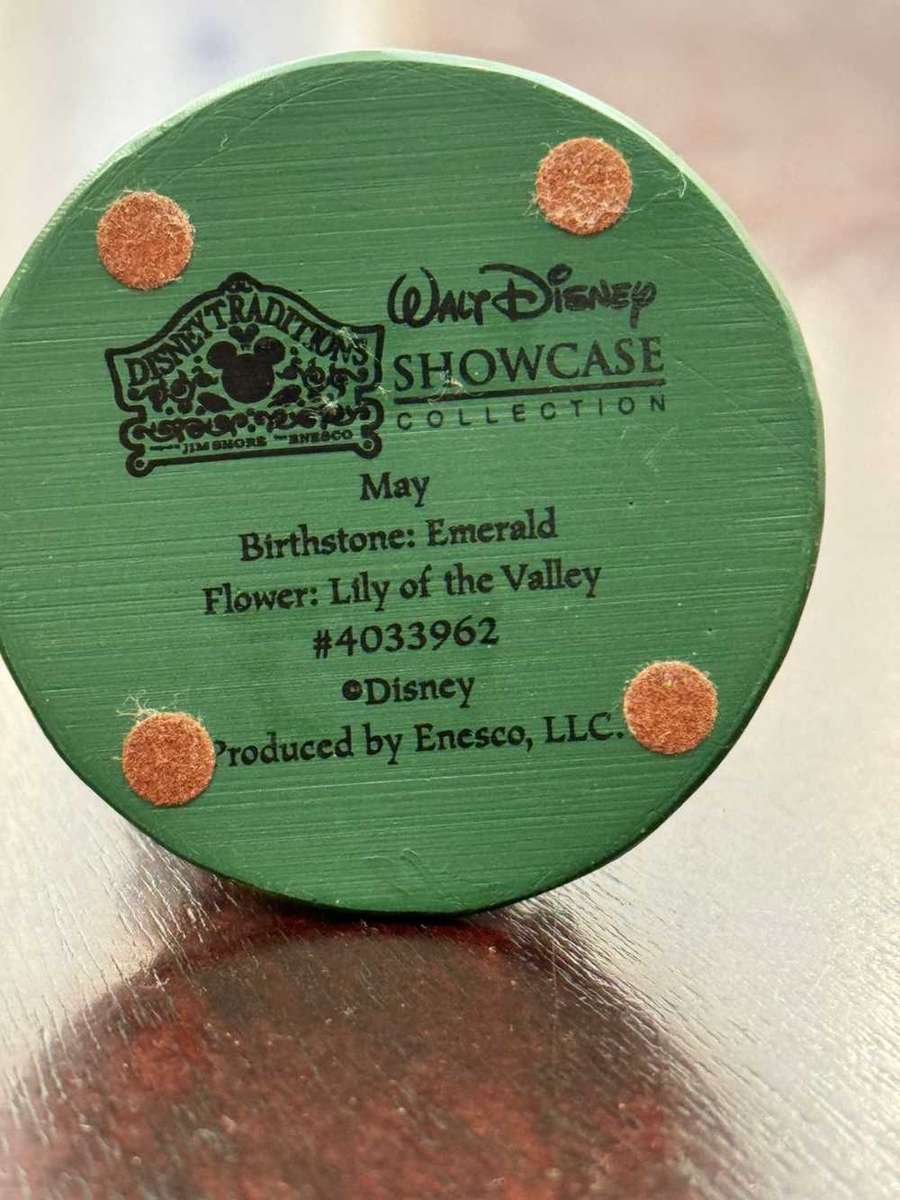 DISNEY TRADITIONS
JIM SHORE ENESCO
WALT DISNEY
SHOWCASE
COLLECTION
May
Birthstone: Emerald
Flower: Lily of the Valley
#4033962
©Disney
Produced by Enesco, LLC.